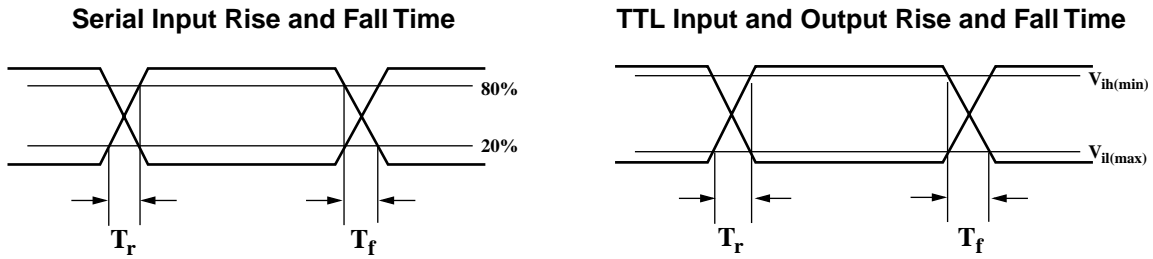 Serial Input Rise and Fall Time
80%
20%
Tr
Tf
TTL Input and Output Rise and Fall Time
Vih(min)
Vil(max)
Tr
Tf